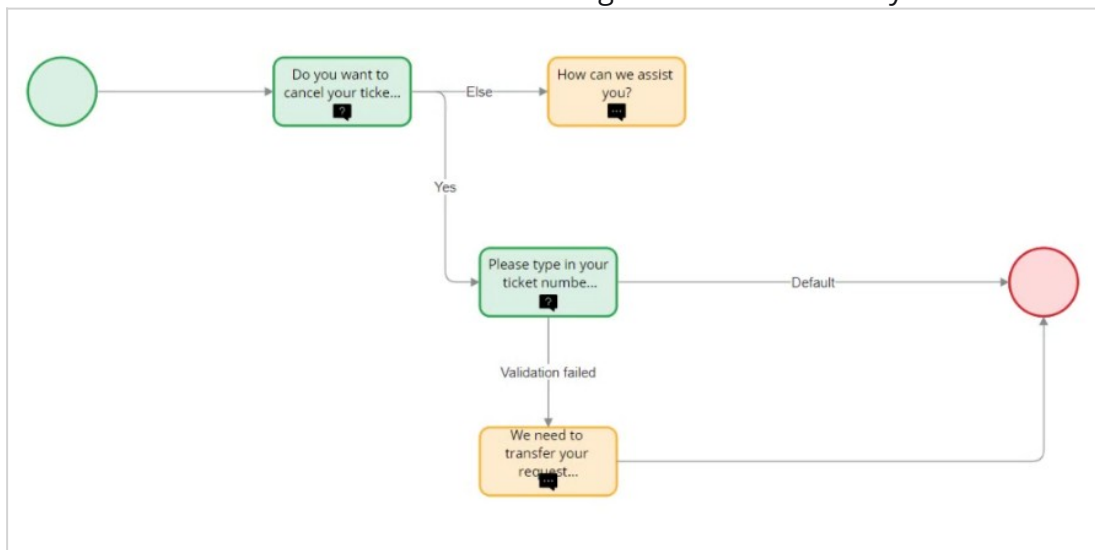 Do you want to
cancel your ticke...
?
Else
How can we assist
you?
Yes
Please type in your
ticket numbe...
?
Default
Validation failed
We need to
transfer your
request...